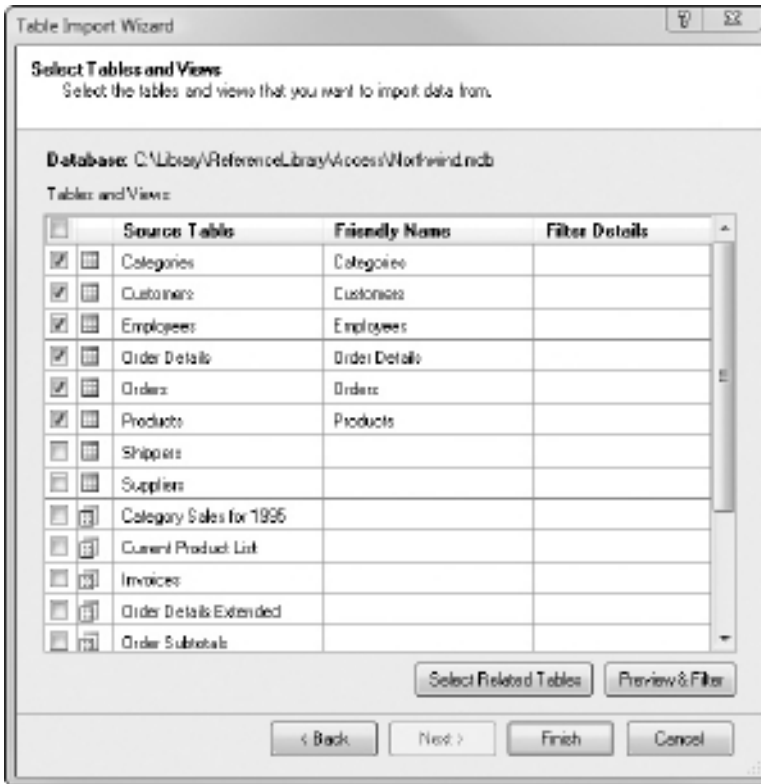 Table Import Wizard
Select Tables and Views
Select the tables and views that you want to import data from.
Database: C:\Library\ReferenceLibrary\Access\Northwind.mdb
Tables and Views:
Source Table Friendly Name Filter Details
Categories Categories
Customers Customers
Employees Employees
Order Details Order Details
Orders Orders
Products Products
Shippers
Suppliers
Category Sales for 1995
Current Product List
Invoices
Order Details Extended
Order Subtotals
Select Related Tables Preview & Filter
< Back Next > Finish Cancel